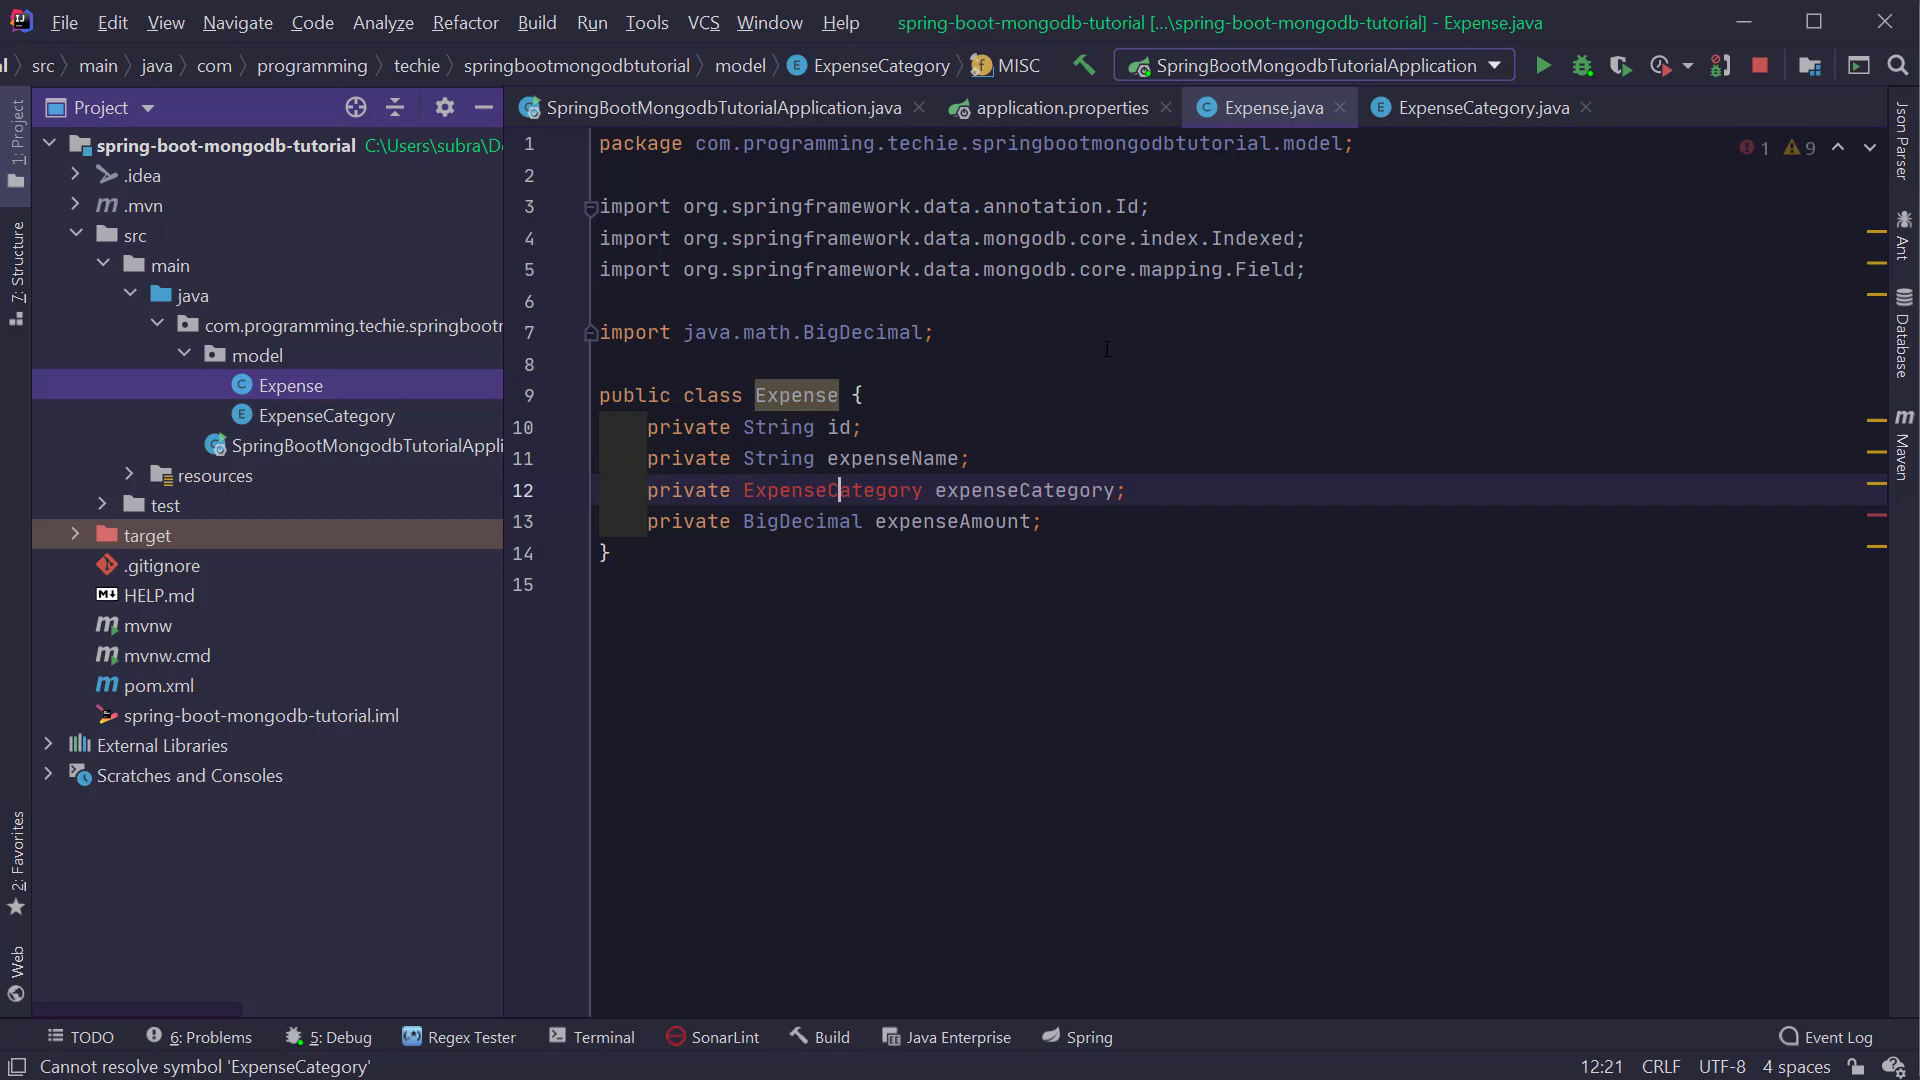 File Edit View Navigate Code Analyze Refactor Build Run Tools VCS Window Help spring-boot-mongodb-tutorial [...\spring-boot-mongodb-tutorial] - Expense.java
l src main java com programming techie springbootmongodbtutorial model ExpenseCategory MISC SpringBootMongodbTutorialApplication
Project
SpringBootMongodbTutorialApplication.java application.properties Expense.java ExpenseCategory.java
1: Project
7: Structure
2: Favorites
Web
spring-boot-mongodb-tutorial C:\Users\subra\D
.idea
.mvn
src
main
java
com.programming.techie.springbootr
model
Expense
ExpenseCategory
SpringBootMongodbTutorialAppli
resources
test
target
.gitignore
HELP.md
mvnw
mvnw.cmd
pom.xml
spring-boot-mongodb-tutorial.iml
External Libraries
Scratches and Consoles
1 package com.programming.techie.springbootmongodbtutorial.model;
2
3 import org.springframework.data.annotation.Id;
4 import org.springframework.data.mongodb.core.index.Indexed;
5 import org.springframework.data.mongodb.core.mapping.Field;
6
7 import java.math.BigDecimal;
8
9 public class Expense {
10 private String id;
11 private String expenseName;
12 private ExpenseCategory expenseCategory;
13 private BigDecimal expenseAmount;
14 }
15
1 9
Json Parser
Ant
Database
Maven
TODO 6: Problems 5: Debug Regex Tester Terminal SonarLint Build Java Enterprise Spring Event Log
Cannot resolve symbol 'ExpenseCategory' 12:21 CRLF UTF-8 4 spaces